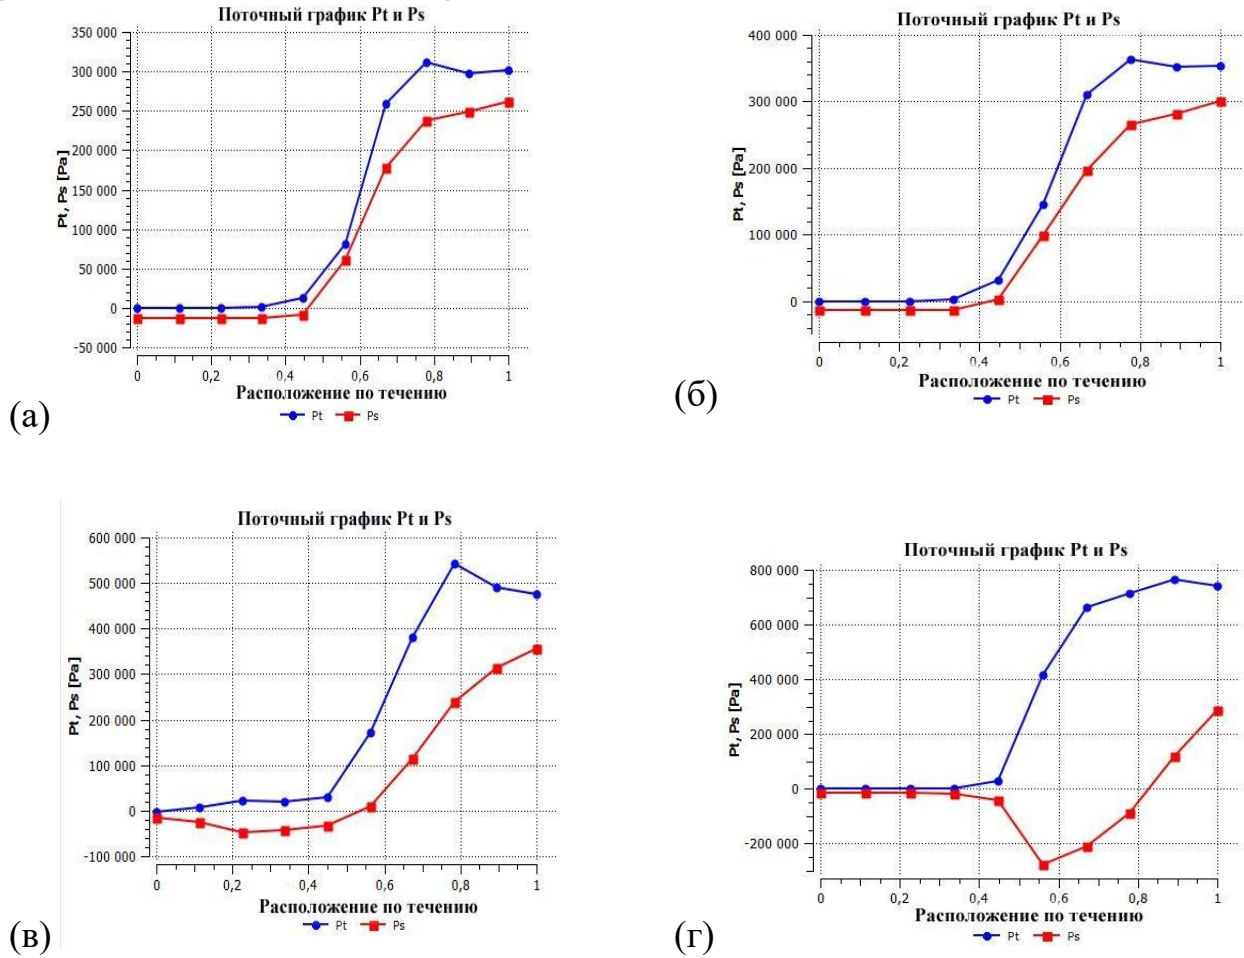 Поточный график Pt и Ps
350 000
300 000
250 000
200 000
150 000
100 000
50 000
0
-50 000
Pt, Ps [Pa]
0 0,2 0,4 0,6 0,8 1
Расположение по течению
Pt Ps
(а)
Поточный график Pt и Ps
400 000
300 000
200 000
100 000
0
Pt, Ps [Pa]
0 0,2 0,4 0,6 0,8 1
Расположение по течению
Pt Ps
(б)
Поточный график Pt и Ps
600 000
500 000
400 000
300 000
200 000
100 000
0
-100 000
Pt, Ps [Pa]
0 0,2 0,4 0,6 0,8 1
Расположение по течению
Pt Ps
(в)
Поточный график Pt и Ps
800 000
600 000
400 000
200 000
0
-200 000
Pt, Ps [Pa]
0 0,2 0,4 0,6 0,8 1
Расположение по течению
Pt Ps
(г)